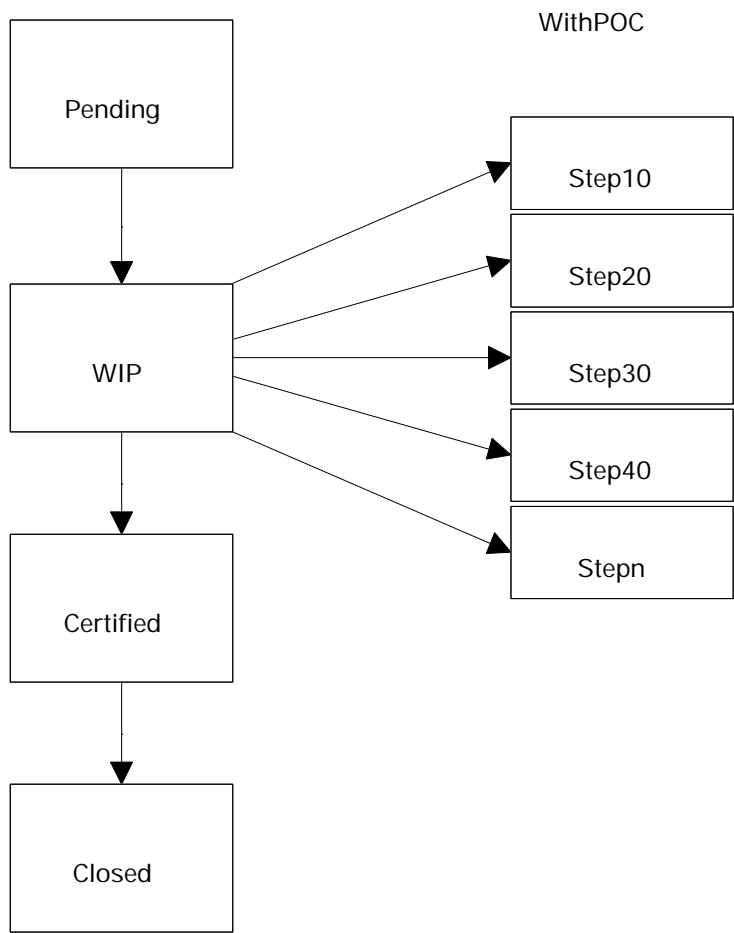 WithPOC
Pending
Step10
Step20
WIP
Step30
Step40
Stepn
Certified
Closed